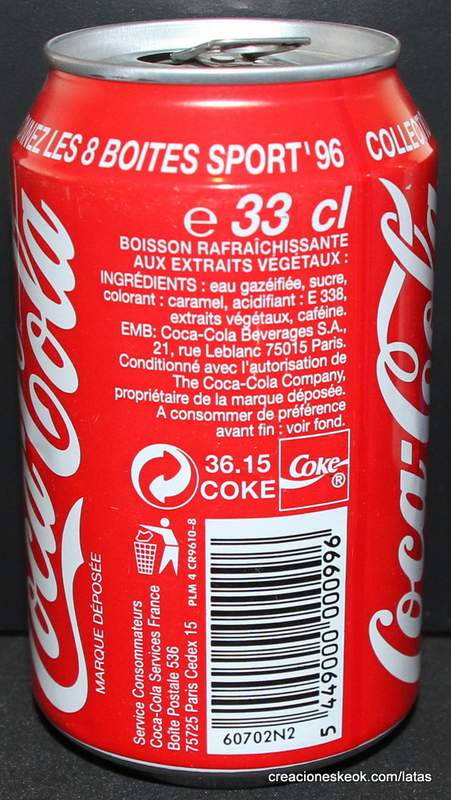 LES 8 BOITES SPORT '96
e 33 cl
BOISSON RAFRAÎCHISSANTE
AUX EXTRAITS VÉGÉTAUX :
INGRÉDIENTS : eau gazéifiée, sucre,
colorant : caramel, acidifiant : E 338,
extraits végétaux, caféine.
EMB: Coca-Cola Beverages S.A.,
21, rue Leblanc 75015 Paris.
Conditionné avec l'autorisation de
The Coca-Cola Company,
propriétaire de la marque déposée.
A consommer de préférence
avant fin : voir fond.
36.15
COKE
Coke
®
Coca-Cola
MARQUE DÉPOSÉE
Service Consommateurs
Coca-Cola Services France
Boîte Postale 536
75725 Paris Cedex 15
PLM 4 CR9610-8
5 449000 000996
60702N2
Coca-Co
creacioneskeok.com/latas